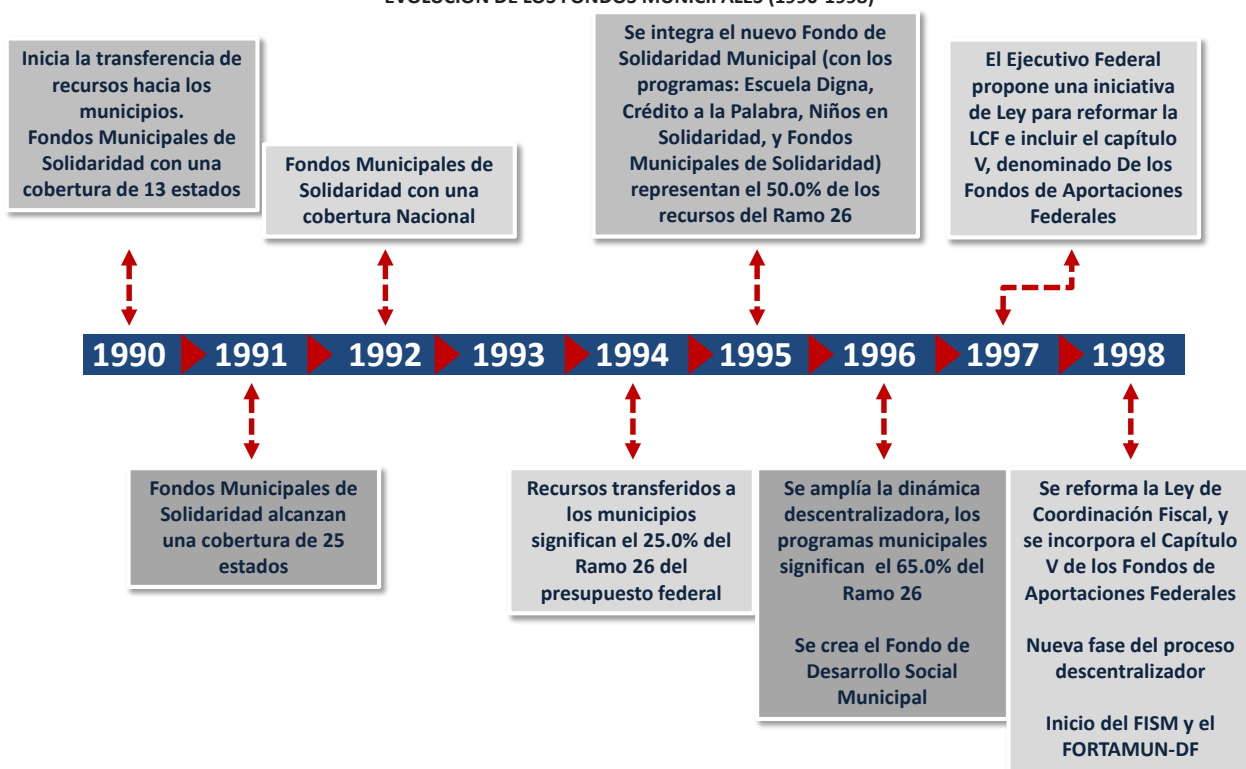 EVOLUCIÓN DE LOS FONDOS MUNICIPALES (1990-1998)
Inicia la transferencia de
recursos hacia los
municipios.
Fondos Municipales de
Solidaridad con una
cobertura de 13 estados
Fondos Municipales de
Solidaridad con una
cobertura Nacional
Se integra el nuevo Fondo de
Solidaridad Municipal (con los
programas: Escuela Digna,
Crédito a la Palabra, Niños en
Solidaridad, y Fondos
Municipales de Solidaridad)
representan el 50.0% de los
recursos del Ramo 26
El Ejecutivo Federal
propone una iniciativa
de Ley para reformar la
LCF e incluir el capítulo
V, denominado De los
Fondos de Aportaciones
Federales
1990 1991 1992 1993 1994 1995 1996 1997 1998
Fondos Municipales de
Solidaridad alcanzan
una cobertura de 25
estados
Recursos transferidos a
los municipios
significan el 25.0% del
Ramo 26 del
presupuesto federal
Se amplía la dinámica
descentralizadora, los
programas municipales
significan el 65.0% del
Ramo 26
Se crea el Fondo de
Desarrollo Social
Municipal
Se reforma la Ley de
Coordinación Fiscal, y
se incorpora el Capítulo
V de los Fondos de
Aportaciones Federales
Nueva fase del proceso
descentralizador
Inicio del FISM y el
FORTAMUN-DF